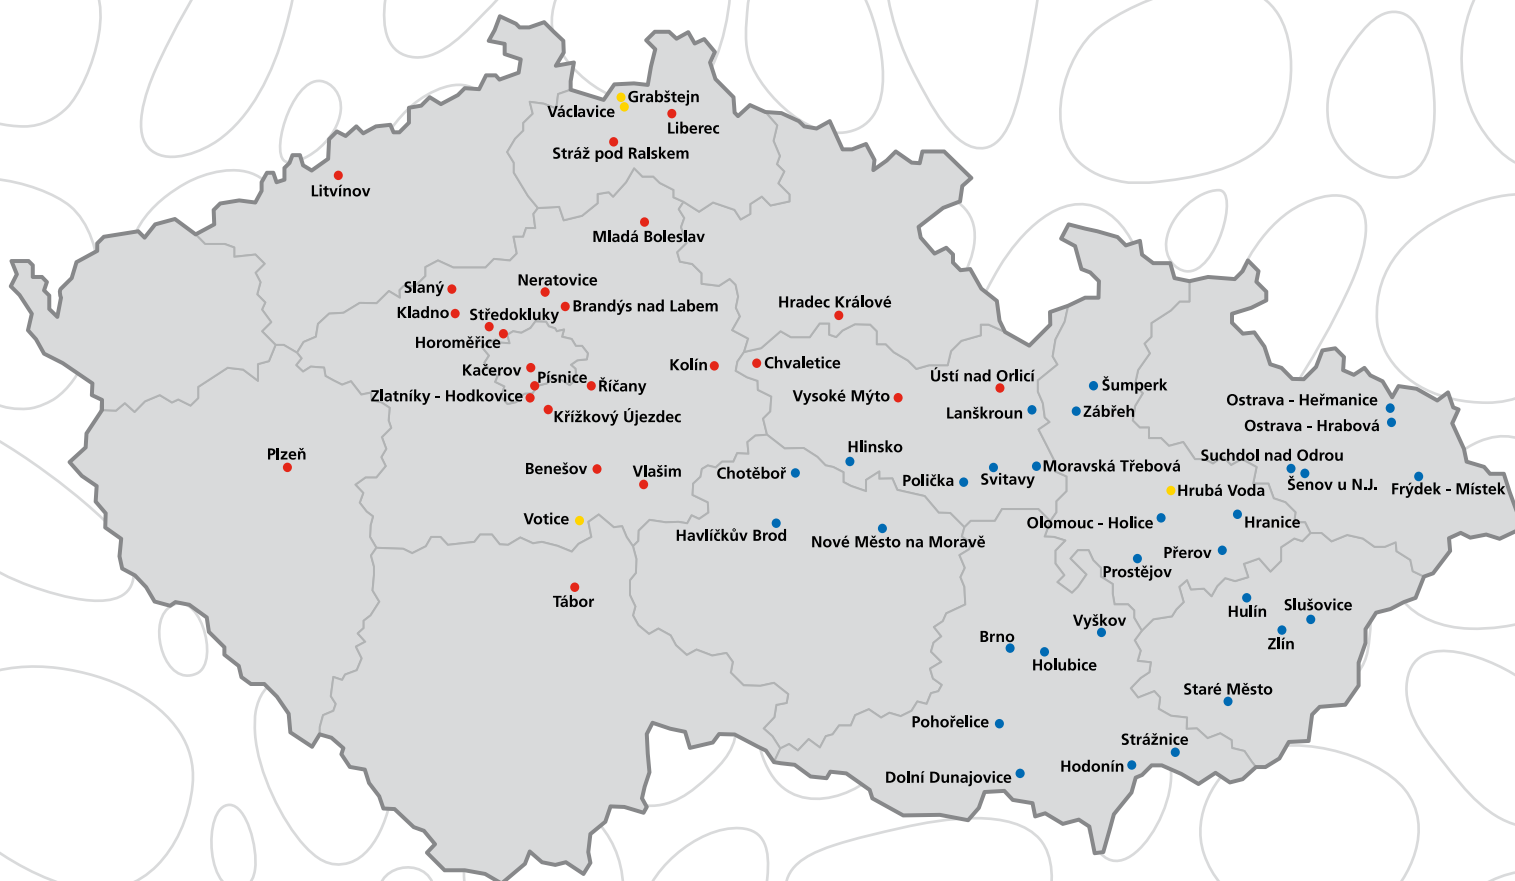 Grabštejn
Václavice
Liberec
Stráž pod Ralskem
Litvínov
Mladá Boleslav
Neratovice
Slaný
Brandýs nad Labem
Kladno
Středokluky
Hradec Králové
Horoměřice
Kačerov
Kolín
Chvaletice
Písnice
Říčany
Ústí nad Orlicí
Šumperk
Zlatníky - Hodkovice
Vysoké Mýto
Křížkový Újezdec
Lanškroun
Zábřeh
Ostrava - Heřmanice
Ostrava - Hrabová
Plzeň
Hlinsko
Suchdol nad Odrou
Benešov
Vlašim
Chotěboř
Moravská Třebová
Polička
Svitavy
Šenov u N.J.
Frýdek - Místek
Hrubá Voda
Votice
Olomouc - Holice
Hranice
Havlíčkův Brod
Nové Město na Moravě
Přerov
Prostějov
Tábor
Hulín
Slušovice
Vyškov
Brno
Zlín
Holubice
Staré Město
Pohořelice
Strážnice
Hodonín
Dolní Dunajovice